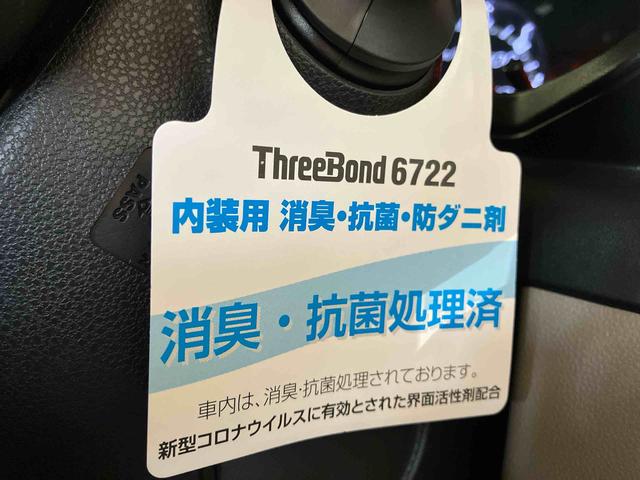 ThreeBond 6722
内装用 消臭・抗菌・防ダニ剤
消臭・抗菌処理済
車内は、消臭・抗菌処理されております。
新型コロナウイルスに有効とされた界面活性剤配合
PASS